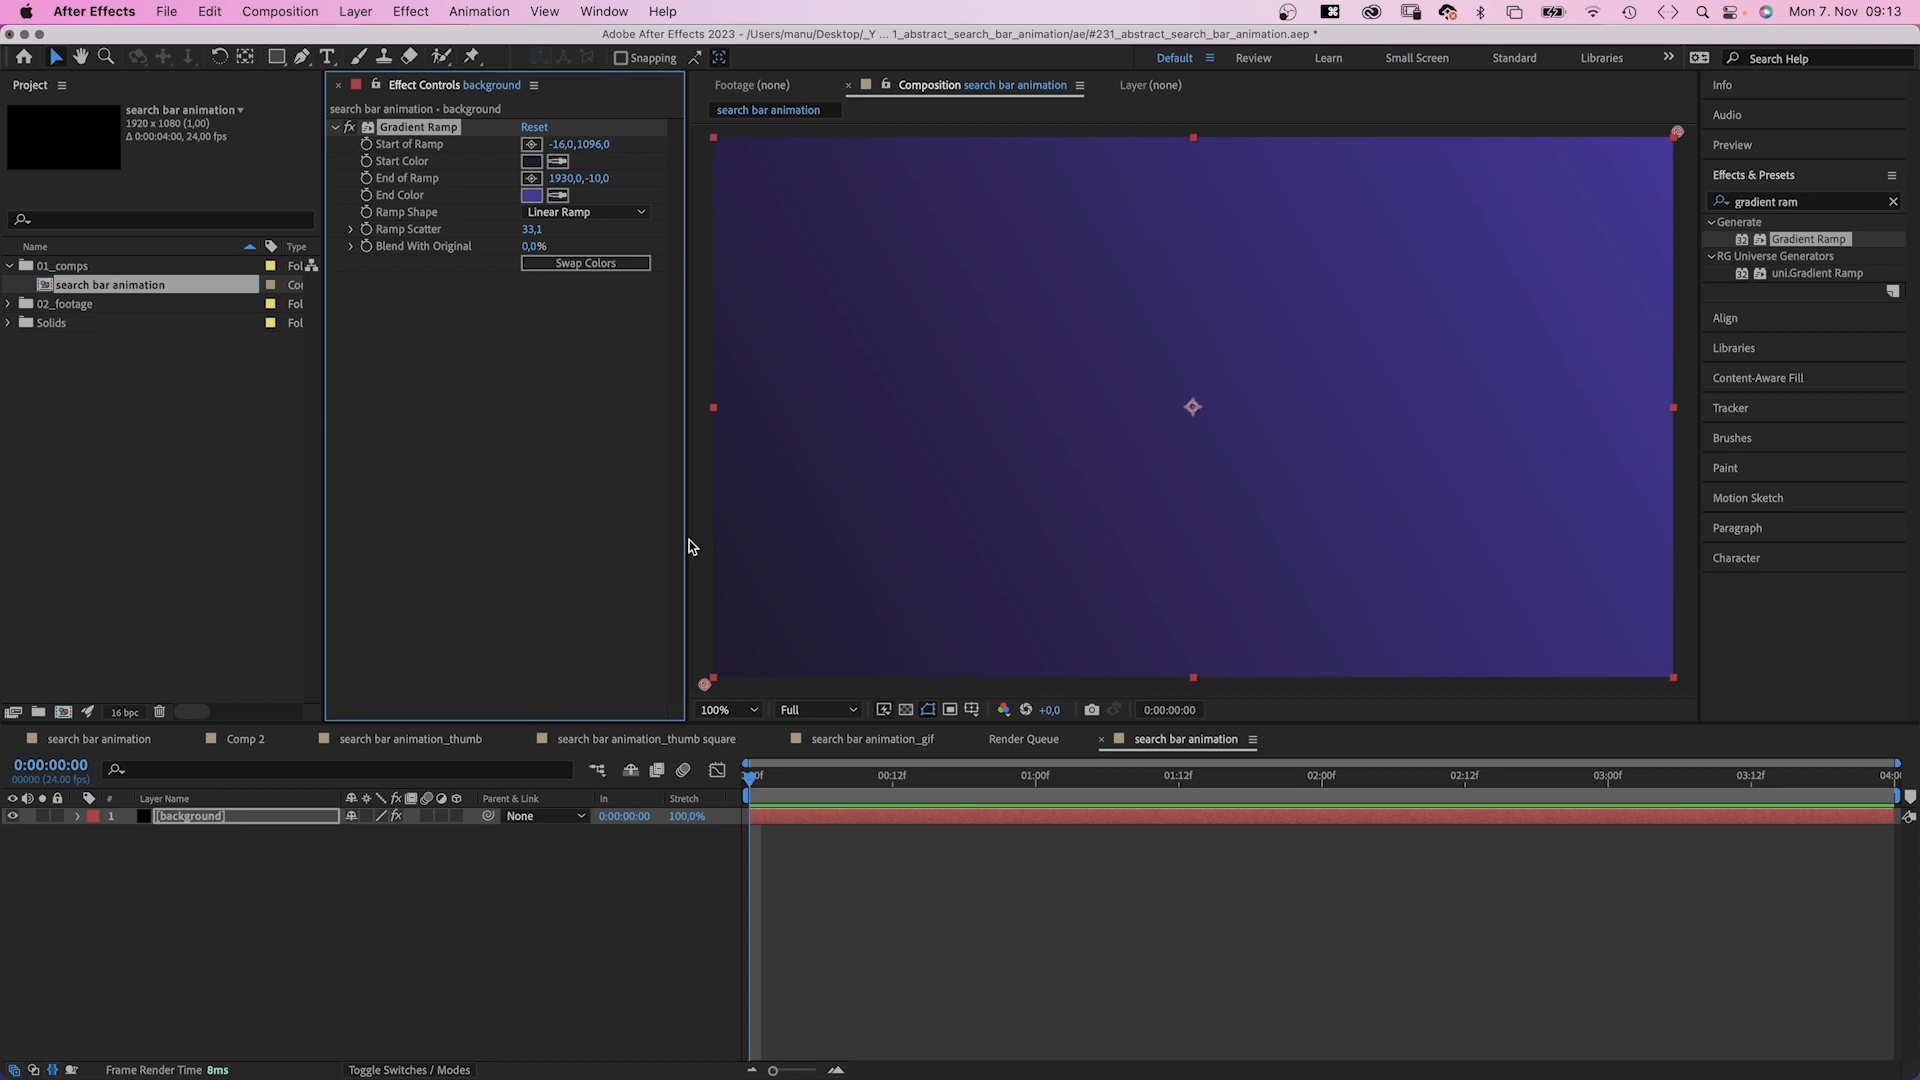 After Effects File Edit Composition Layer Effect Animation View Window Help Mon 7. Nov 09:13
Adobe After Effects 2023 - /Users/manu/Desktop/_Y ... 1_abstract_search_bar_animation/ae/#231_abstract_search_bar_animation.aep *
Snapping Default Review Learn Small Screen Standard Libraries Search Help
Project
search bar animation
1920 x 1080 (1,00)
Δ 0:00:04:00, 24,00 fps
Name Type
01_comps Fol
search bar animation Coi
02_footage Fol
Solids Fol
16 bpc
Effect Controls background
search bar animation • background
fx Gradient Ramp Reset
Start of Ramp -16,0,1096,0
Start Color
End of Ramp 1930,0,-10,0
End Color
Ramp Shape Linear Ramp
Ramp Scatter 33,1
Blend With Original 0,0%
Swap Colors
Footage (none) Composition search bar animation Layer (none)
search bar animation
100% Full +0,0 0:00:00:00
Info
Audio
Preview
Effects & Presets
gradient ram
Generate
32 Gradient Ramp
RG Universe Generators
32 uni.Gradient Ramp
Align
Libraries
Content-Aware Fill
Tracker
Brushes
Paint
Motion Sketch
Paragraph
Character
search bar animation Comp 2 search bar animation_thumb search bar animation_thumb square search bar animation_gif Render Queue search bar animation
0:00:00:00
00000 (24.00 fps)
00f 00:12f 01:00f 01:12f 02:00f 02:12f 03:00f 03:12f 04:00
# Layer Name fx Parent & Link In Stretch
1 [background] fx None 0:00:00:00 100,0%
Frame Render Time 8ms Toggle Switches / Modes